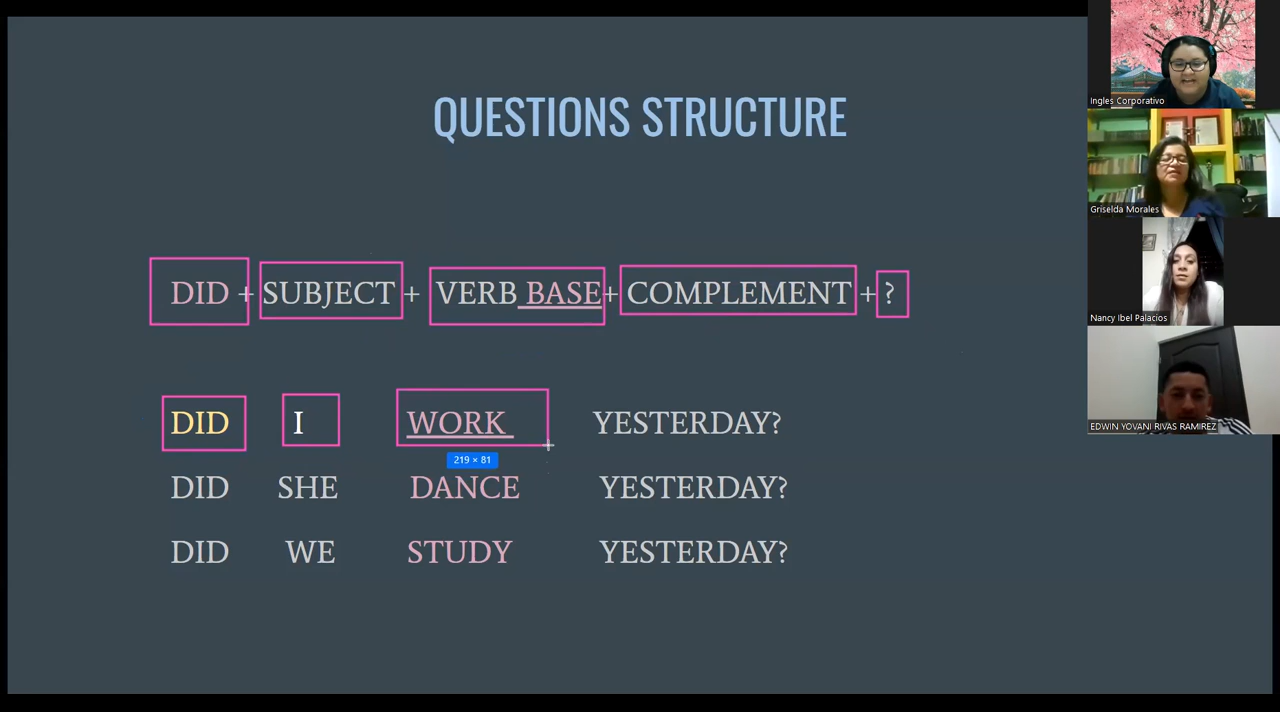 QUESTIONS STRUCTURE
DID + SUBJECT + VERB BASE + COMPLEMENT + ?
DID I WORK YESTERDAY?
219 × 81
DID SHE DANCE YESTERDAY?
DID WE STUDY YESTERDAY?
Ingles Corporativo
Griselda Morales
Nancy Ibel Palacios
EDWIN YOVANI RIVAS RAMIREZ